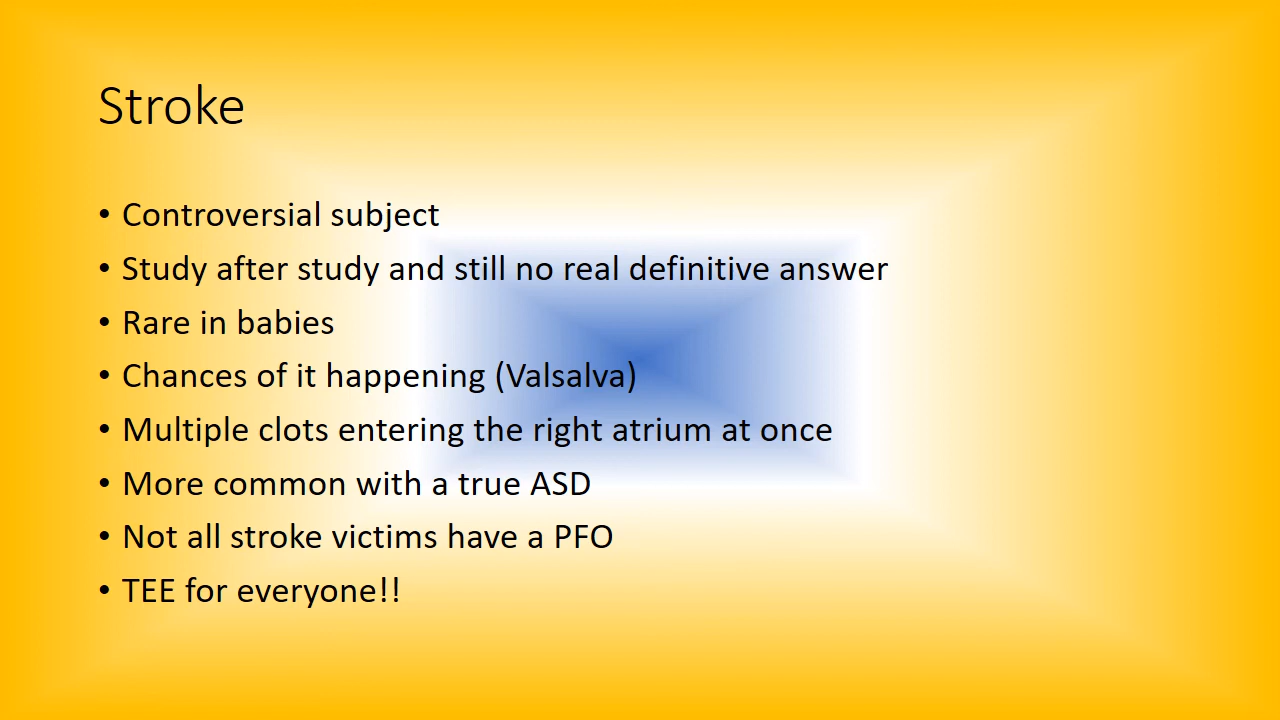 Stroke
• Controversial subject
• Study after study and still no real definitive answer
• Rare in babies
• Chances of it happening (Valsalva)
• Multiple clots entering the right atrium at once
• More common with a true ASD
• Not all stroke victims have a PFO
• TEE for everyone!!